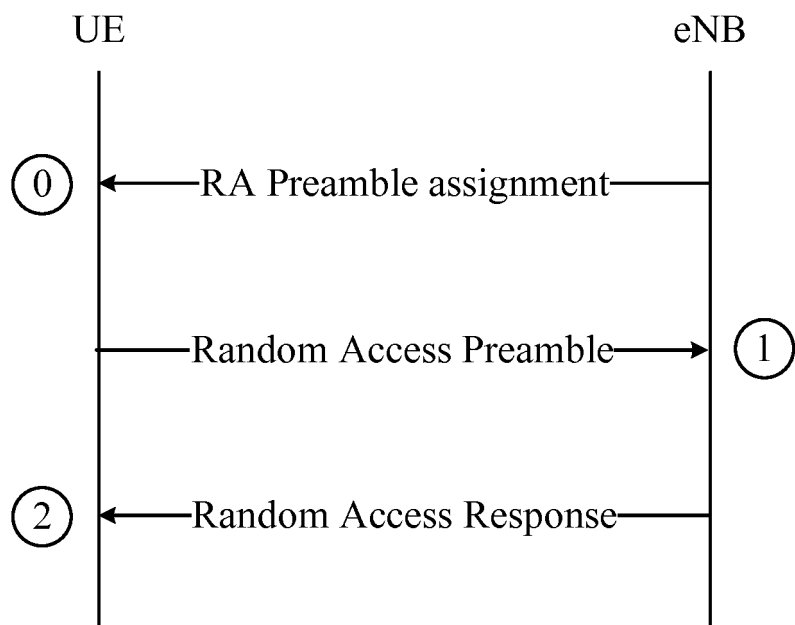 UE eNB
0 RA Preamble assignment
Random Access Preamble 1
2 Random Access Response